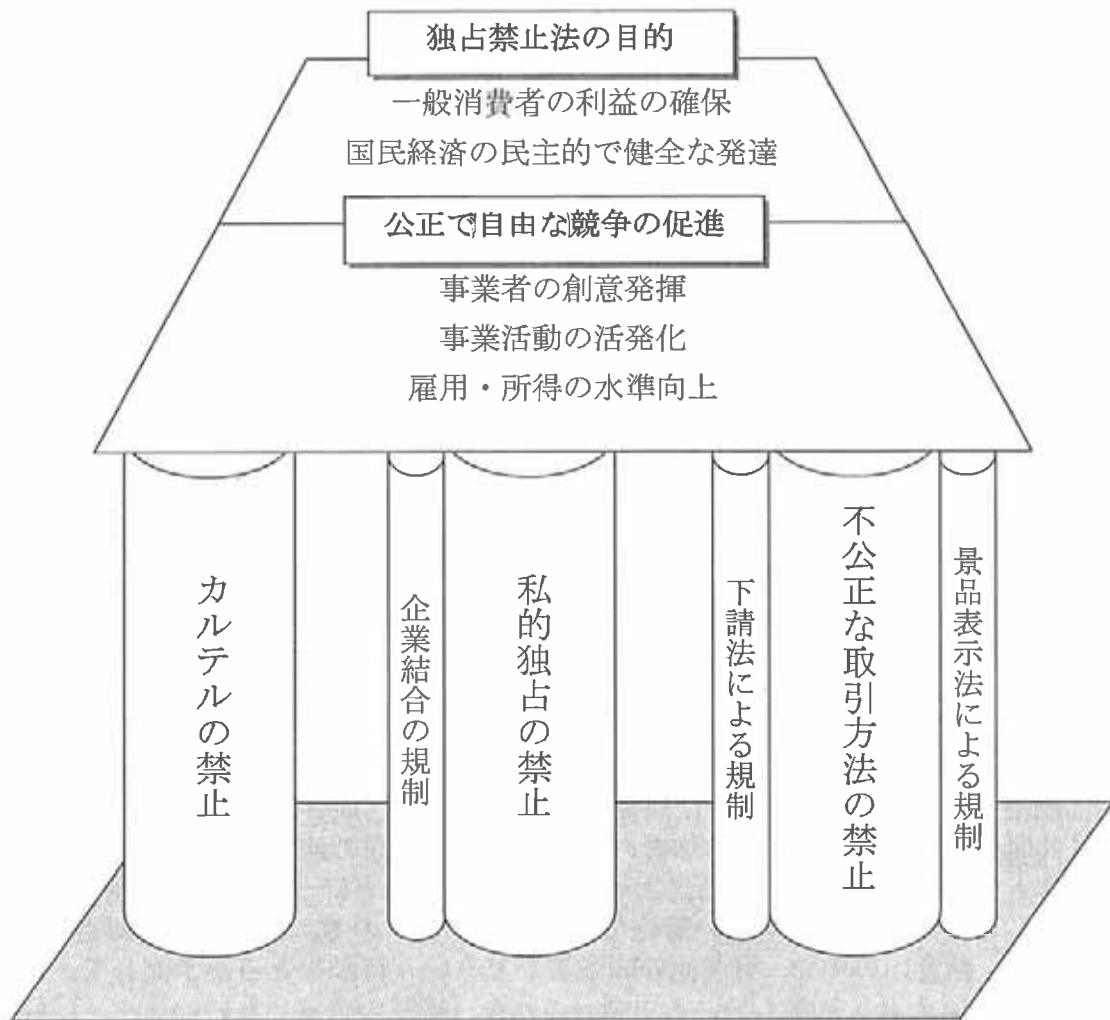 独占禁止法の目的
一般消費者の利益の確保
国民経済の民主的で健全な発達
公正で自由な競争の促進
事業者の創意発揮
事業活動の活発化
雇用・所得の水準向上
カルテルの禁止
企業結合の規制
私的独占の禁止
下請法による規制
不公正な取引方法の禁止
景品表示法による規制